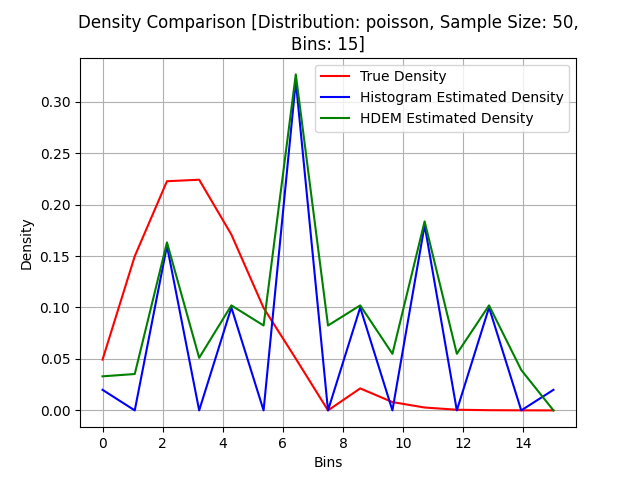 Density Comparison [Distribution: poisson, Sample Size: 50,
Bins: 15]
True Density
Histogram Estimated Density
HDEM Estimated Density
Density
0.30
0.25
0.20
0.15
0.10
0.05
0.00
0 2 4 6 8 10 12 14
Bins